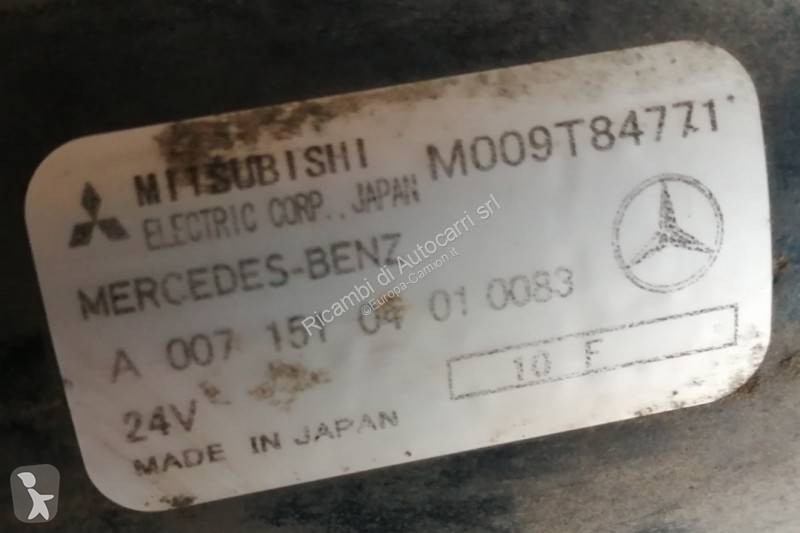 MITSUBISHI M009T84771
ELECTRIC CORP., JAPAN
MERCEDES-BENZ
A 007 151 04 01 0083
10 F
24V
MADE IN JAPAN
Ricambi di Autocarri srl
©Europa-Camion.it